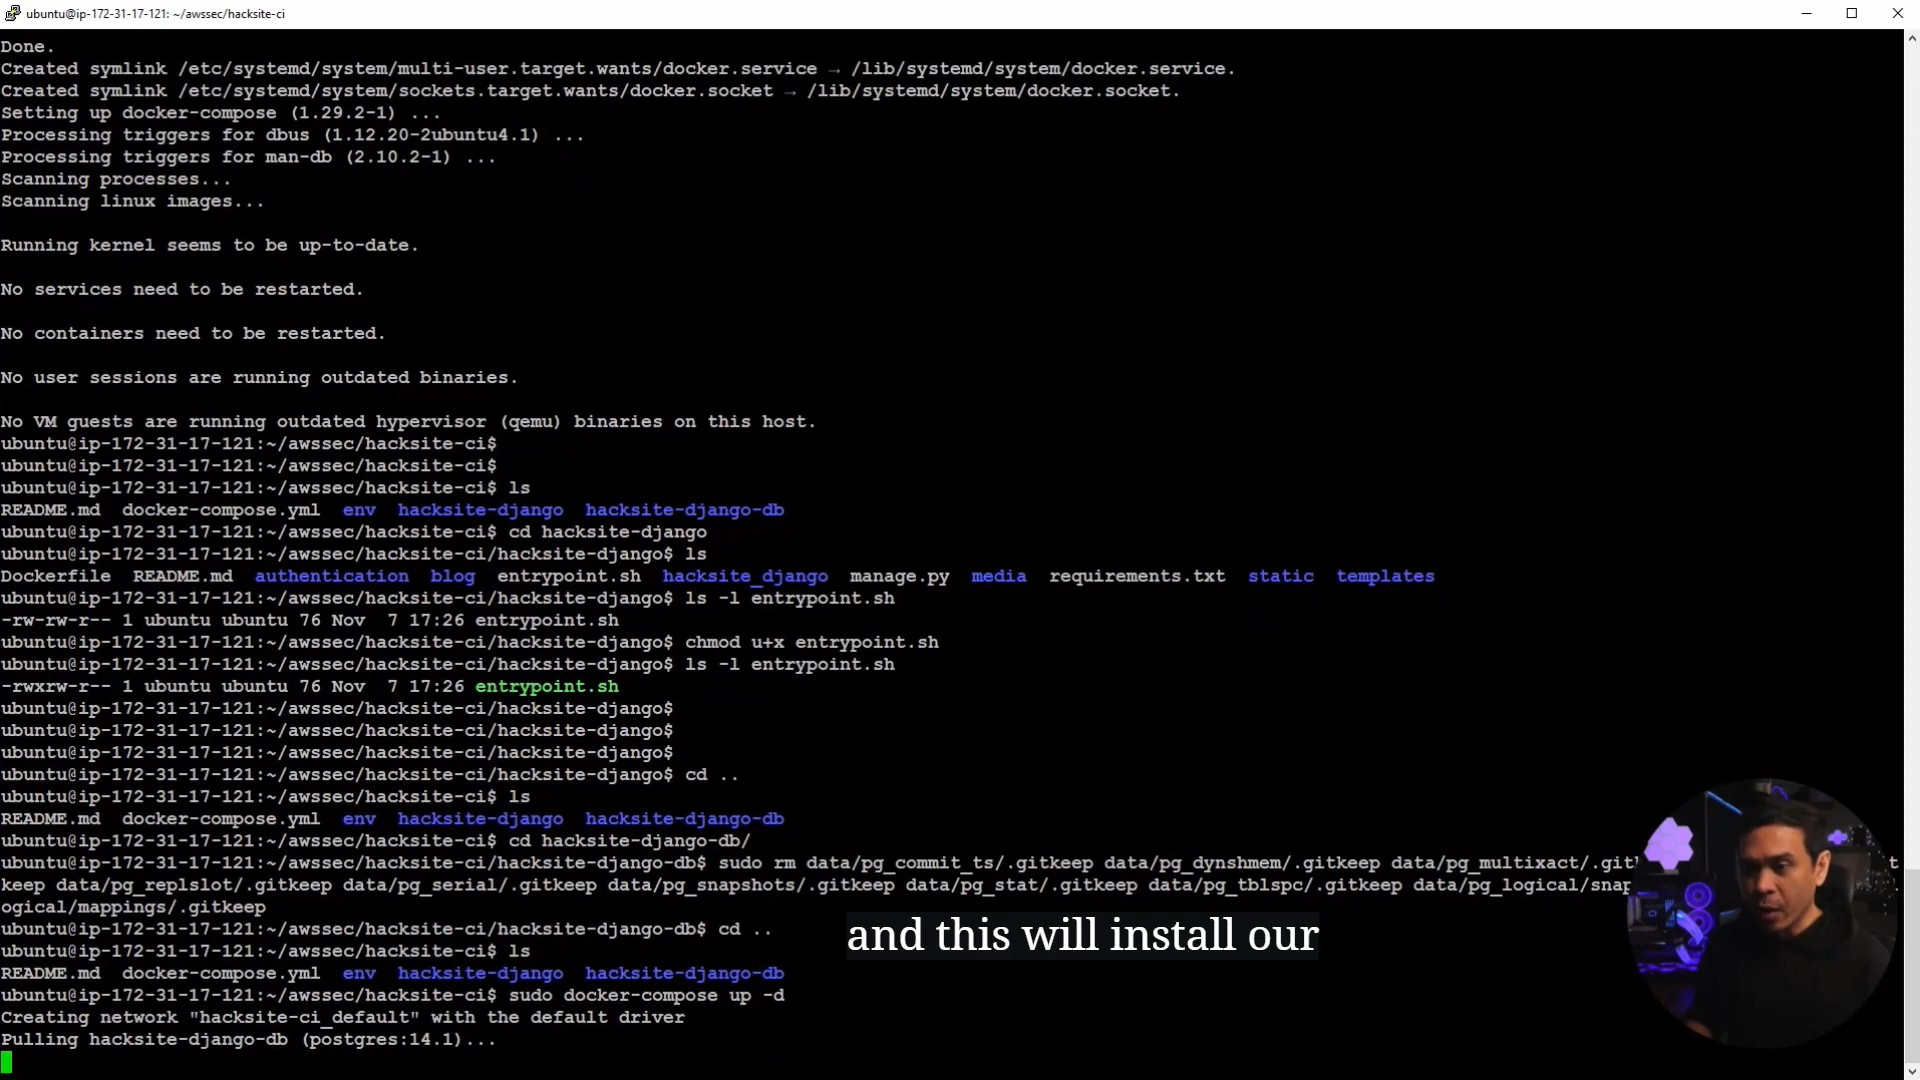 ubuntu@ip-172-31-17-121: ~/awssec/hacksite-ci
Done.
Created symlink /etc/systemd/system/multi-user.target.wants/docker.service → /lib/systemd/system/docker.service.
Created symlink /etc/systemd/system/sockets.target.wants/docker.socket → /lib/systemd/system/docker.socket.
Setting up docker-compose (1.29.2-1) ...
Processing triggers for dbus (1.12.20-2ubuntu4.1) ...
Processing triggers for man-db (2.10.2-1) ...
Scanning processes...
Scanning linux images...
Running kernel seems to be up-to-date.
No services need to be restarted.
No containers need to be restarted.
No user sessions are running outdated binaries.
No VM guests are running outdated hypervisor (qemu) binaries on this host.
ubuntu@ip-172-31-17-121:~/awssec/hacksite-ci$
ubuntu@ip-172-31-17-121:~/awssec/hacksite-ci$
ubuntu@ip-172-31-17-121:~/awssec/hacksite-ci$ ls
README.md docker-compose.yml env hacksite-django hacksite-django-db
ubuntu@ip-172-31-17-121:~/awssec/hacksite-ci$ cd hacksite-django
ubuntu@ip-172-31-17-121:~/awssec/hacksite-ci/hacksite-django$ ls
Dockerfile README.md authentication blog entrypoint.sh hacksite_django manage.py media requirements.txt static templates
ubuntu@ip-172-31-17-121:~/awssec/hacksite-ci/hacksite-django$ ls -l entrypoint.sh
-rw-rw-r-- 1 ubuntu ubuntu 76 Nov 7 17:26 entrypoint.sh
ubuntu@ip-172-31-17-121:~/awssec/hacksite-ci/hacksite-django$ chmod u+x entrypoint.sh
ubuntu@ip-172-31-17-121:~/awssec/hacksite-ci/hacksite-django$ ls -l entrypoint.sh
-rwxrw-r-- 1 ubuntu ubuntu 76 Nov 7 17:26 entrypoint.sh
ubuntu@ip-172-31-17-121:~/awssec/hacksite-ci/hacksite-django$
ubuntu@ip-172-31-17-121:~/awssec/hacksite-ci/hacksite-django$
ubuntu@ip-172-31-17-121:~/awssec/hacksite-ci/hacksite-django$
ubuntu@ip-172-31-17-121:~/awssec/hacksite-ci/hacksite-django$ cd ..
ubuntu@ip-172-31-17-121:~/awssec/hacksite-ci$ ls
README.md docker-compose.yml env hacksite-django hacksite-django-db
ubuntu@ip-172-31-17-121:~/awssec/hacksite-ci$ cd hacksite-django-db/
ubuntu@ip-172-31-17-121:~/awssec/hacksite-ci/hacksite-django-db$ sudo rm data/pg_commit_ts/.gitkeep data/pg_dynshmem/.gitkeep data/pg_multixact/.git
keep data/pg_replslot/.gitkeep data/pg_serial/.gitkeep data/pg_snapshots/.gitkeep data/pg_stat/.gitkeep data/pg_tblspc/.gitkeep data/pg_logical/snap
ogical/mappings/.gitkeep
ubuntu@ip-172-31-17-121:~/awssec/hacksite-ci/hacksite-django-db$ cd ..
and this will install our
ubuntu@ip-172-31-17-121:~/awssec/hacksite-ci$ ls
README.md docker-compose.yml env hacksite-django hacksite-django-db
ubuntu@ip-172-31-17-121:~/awssec/hacksite-ci$ sudo docker-compose up -d
Creating network "hacksite-ci_default" with the default driver
Pulling hacksite-django-db (postgres:14.1)...